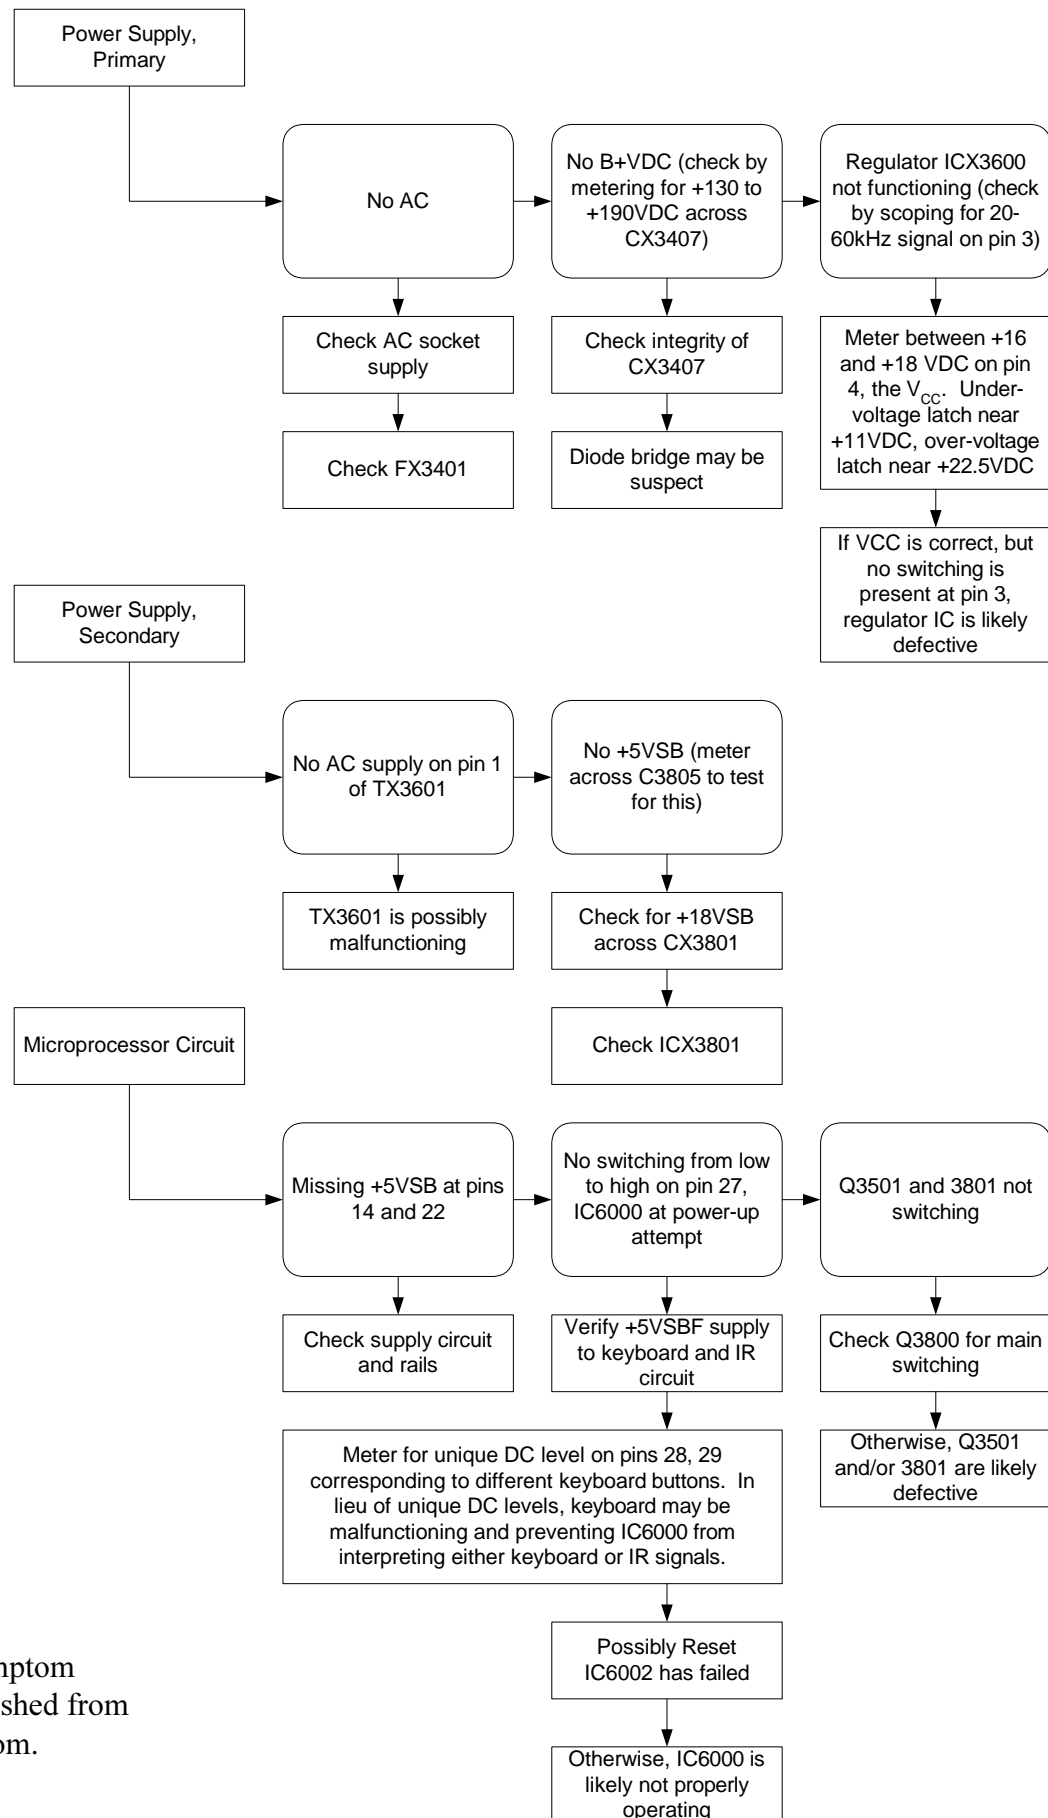 Power Supply,
Primary
No AC
No B+VDC (check by
metering for +130 to
+190VDC across
CX3407)
Regulator ICX3600
not functioning (check
by scoping for 20-
60kHz signal on pin 3)
Check AC socket
supply
Check integrity of
CX3407
Meter between +16
and +18 VDC on pin
4, the VCC. Under-
voltage latch near
+11VDC, over-voltage
latch near +22.5VDC
Check FX3401
Diode bridge may be
suspect
If VCC is correct, but
no switching is
present at pin 3,
regulator IC is likely
defective
Power Supply,
Secondary
No AC supply on pin 1
of TX3601
No +5VSB (meter
across C3805 to test
for this)
TX3601 is possibly
malfunctioning
Check for +18VSB
across CX3801
Check ICX3801
Microprocessor Circuit
Missing +5VSB at pins
14 and 22
No switching from low
to high on pin 27,
IC6000 at power-up
attempt
Q3501 and 3801 not
switching
Check supply circuit
and rails
Verify +5VSBF supply
to keyboard and IR
circuit
Check Q3800 for main
switching
Meter for unique DC level on pins 28, 29
corresponding to different keyboard buttons. In
lieu of unique DC levels, keyboard may be
malfunctioning and preventing IC6000 from
interpreting either keyboard or IR signals.
Otherwise, Q3501
and/or 3801 are likely
defective
Possibly Reset
IC6002 has failed
Otherwise, IC6000 is
likely not properly
operating
mptom
shed from
om.